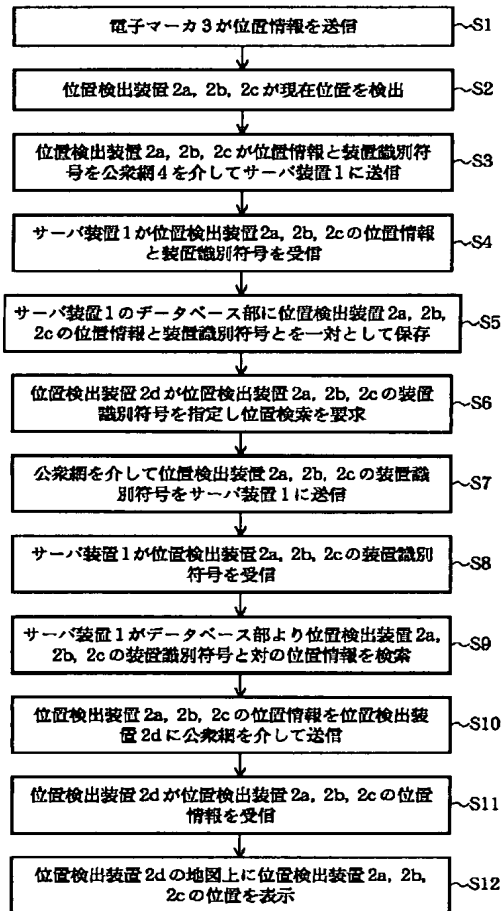 電子マーカ3が位置情報を送信
S1
位置検出装置2a, 2b, 2cが現在位置を検出
S2
位置検出装置2a, 2b, 2cが位置情報と装置識別符
号を公衆網4を介してサーバ装置1に送信
S3
サーバ装置1が位置検出装置2a, 2b, 2cの位置情報
と装置識別符号を受信
S4
サーバ装置1のデータベース部に位置検出装置2a, 2b,
2cの位置情報と装置識別符号とを一対として保存
S5
位置検出装置2dが位置検出装置2a, 2b, 2cの装置
識別符号を指定し位置検索を要求
S6
公衆網を介して位置検出装置2a, 2b, 2cの装置識
別符号をサーバ装置1に送信
S7
サーバ装置1が位置検出装置2a, 2b, 2cの装置識別
符号を受信
S8
サーバ装置1がデータベース部より位置検出装置2a,
2b, 2cの装置識別符号と対の位置情報を検索
S9
位置検出装置2a, 2b, 2cの位置情報を位置検出装
置2dに公衆網を介して送信
S10
位置検出装置2dが位置検出装置2a, 2b, 2cの位置
情報を受信
S11
位置検出装置2dの地図上に位置検出装置2a, 2b,
2cの位置を表示
S12